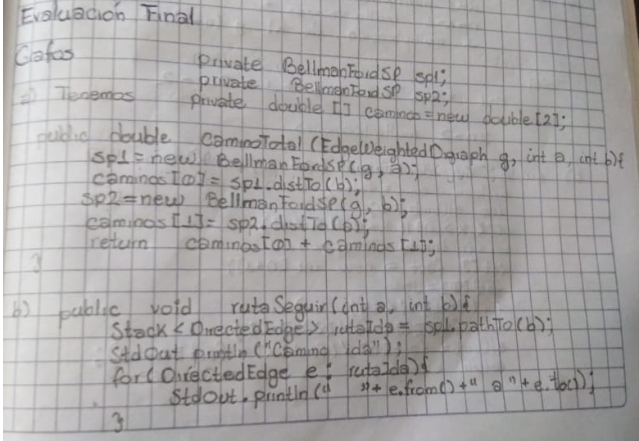 Evaluación Final
Grafos
private BellmanFordSP sp1;
private BellmanFordSP sp2;
a) Tenemos private double [] caminos = new double[2];
public double caminoTotal (EdgeWeightedDigraph g, int a, int b){
sp1 = new BellmanFordSP(g, a);
caminos [0] = sp1.distTo(b);
sp2 = new BellmanFordSP(g, b);
caminos [1] = sp2.distTo(b);
return caminos[0] + caminos [1];
}
b) public void rutaSeguir(int a, int b){
Stack <DirectedEdge> rutaIda = sp1.pathTo(b);
StdOut println ("Camino ida");
for( DirectedEdge e : rutaIda){
StdOut.println (" "+ e.from() +" a "+ e.to());
}